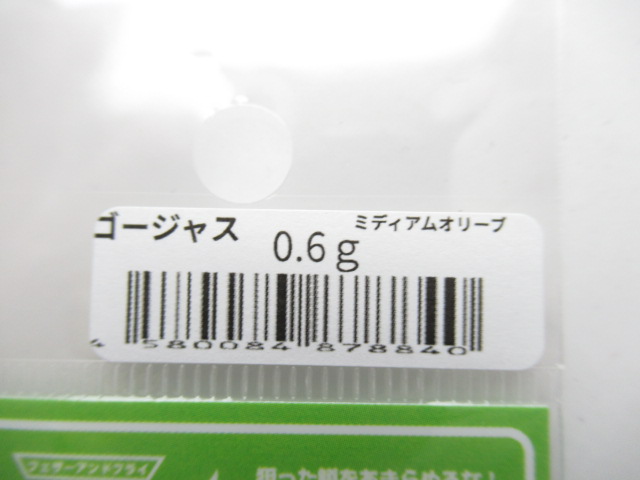 ゴージャス
ミディアムオリーブ
0.6g
4 580084 878840
フェザーアンドフライ